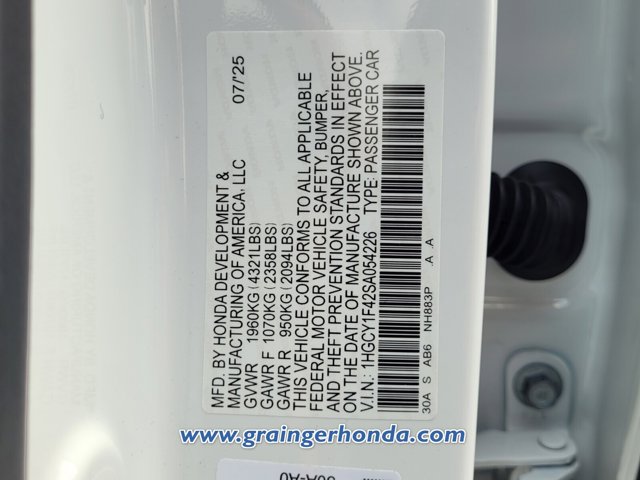 MFD. BY HONDA DEVELOPMENT & 07/'25
MANUFACTURING OF AMERICA, LLC
GVWR 1960KG(4321LBS)
GAWR F 1070KG(2358LBS)
GAWR R 950KG(2094LBS)
THIS VEHICLE CONFORMS TO ALL APPLICABLE
FEDERAL MOTOR VEHICLE SAFETY, BUMPER,
AND THEFT PREVENTION STANDARDS IN EFFECT
ON THE DATE OF MANUFACTURE SHOWN ABOVE.
V.I.N.: 1HGCY1F42SA054226 TYPE: PASSENGER CAR
30A S AB6 NH883P .A .A
www.graingerhonda.com
30A-A0